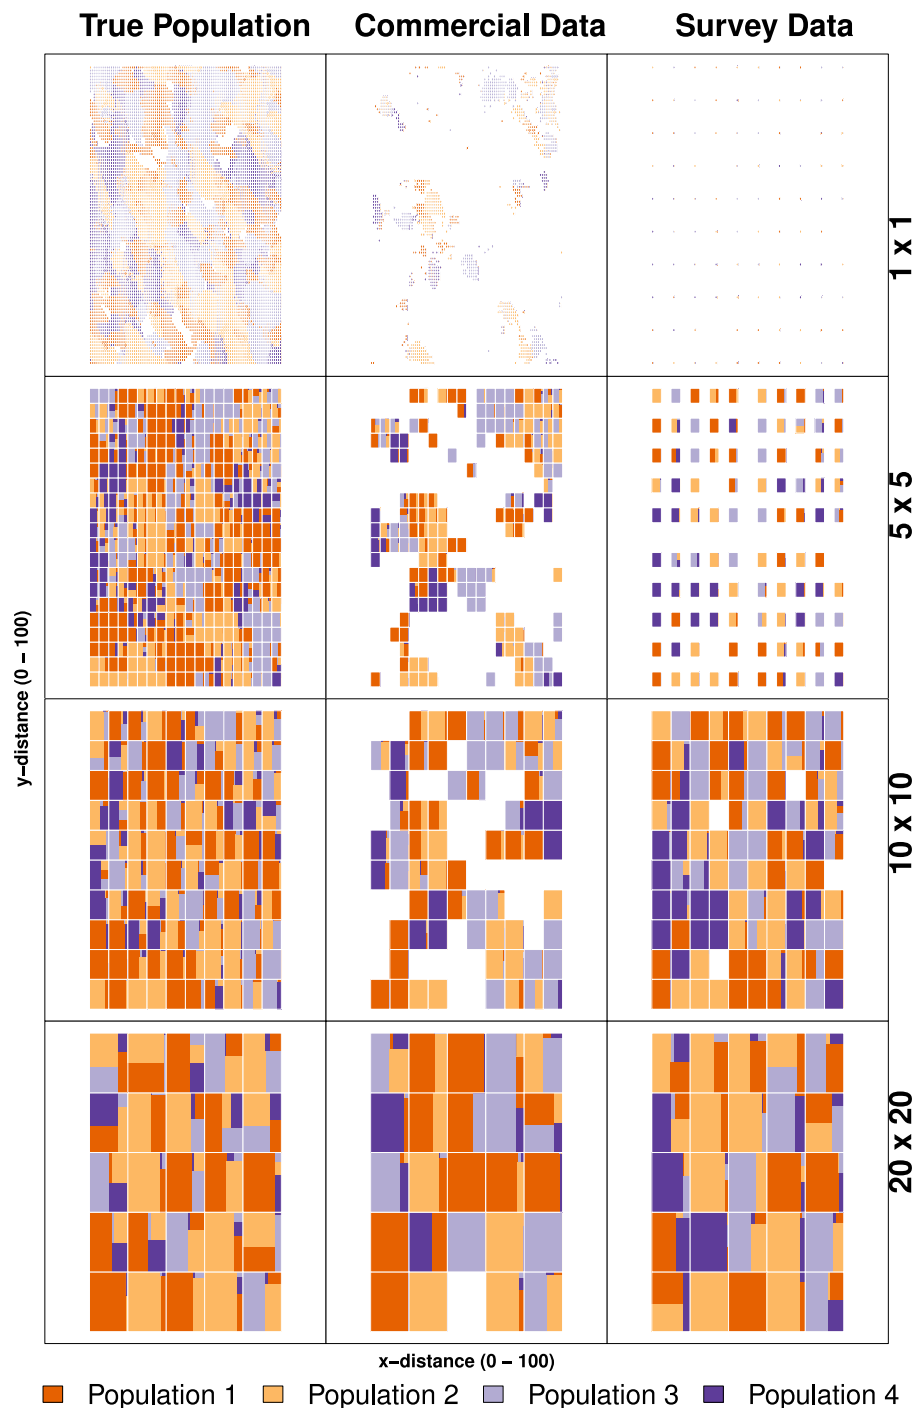 True Population Commercial Data Survey Data
1 x 1
5 x 5
10 x 10
20 x 20
y−distance (0 − 100)
x−distance (0 − 100)
Population 1 Population 2 Population 3 Population 4